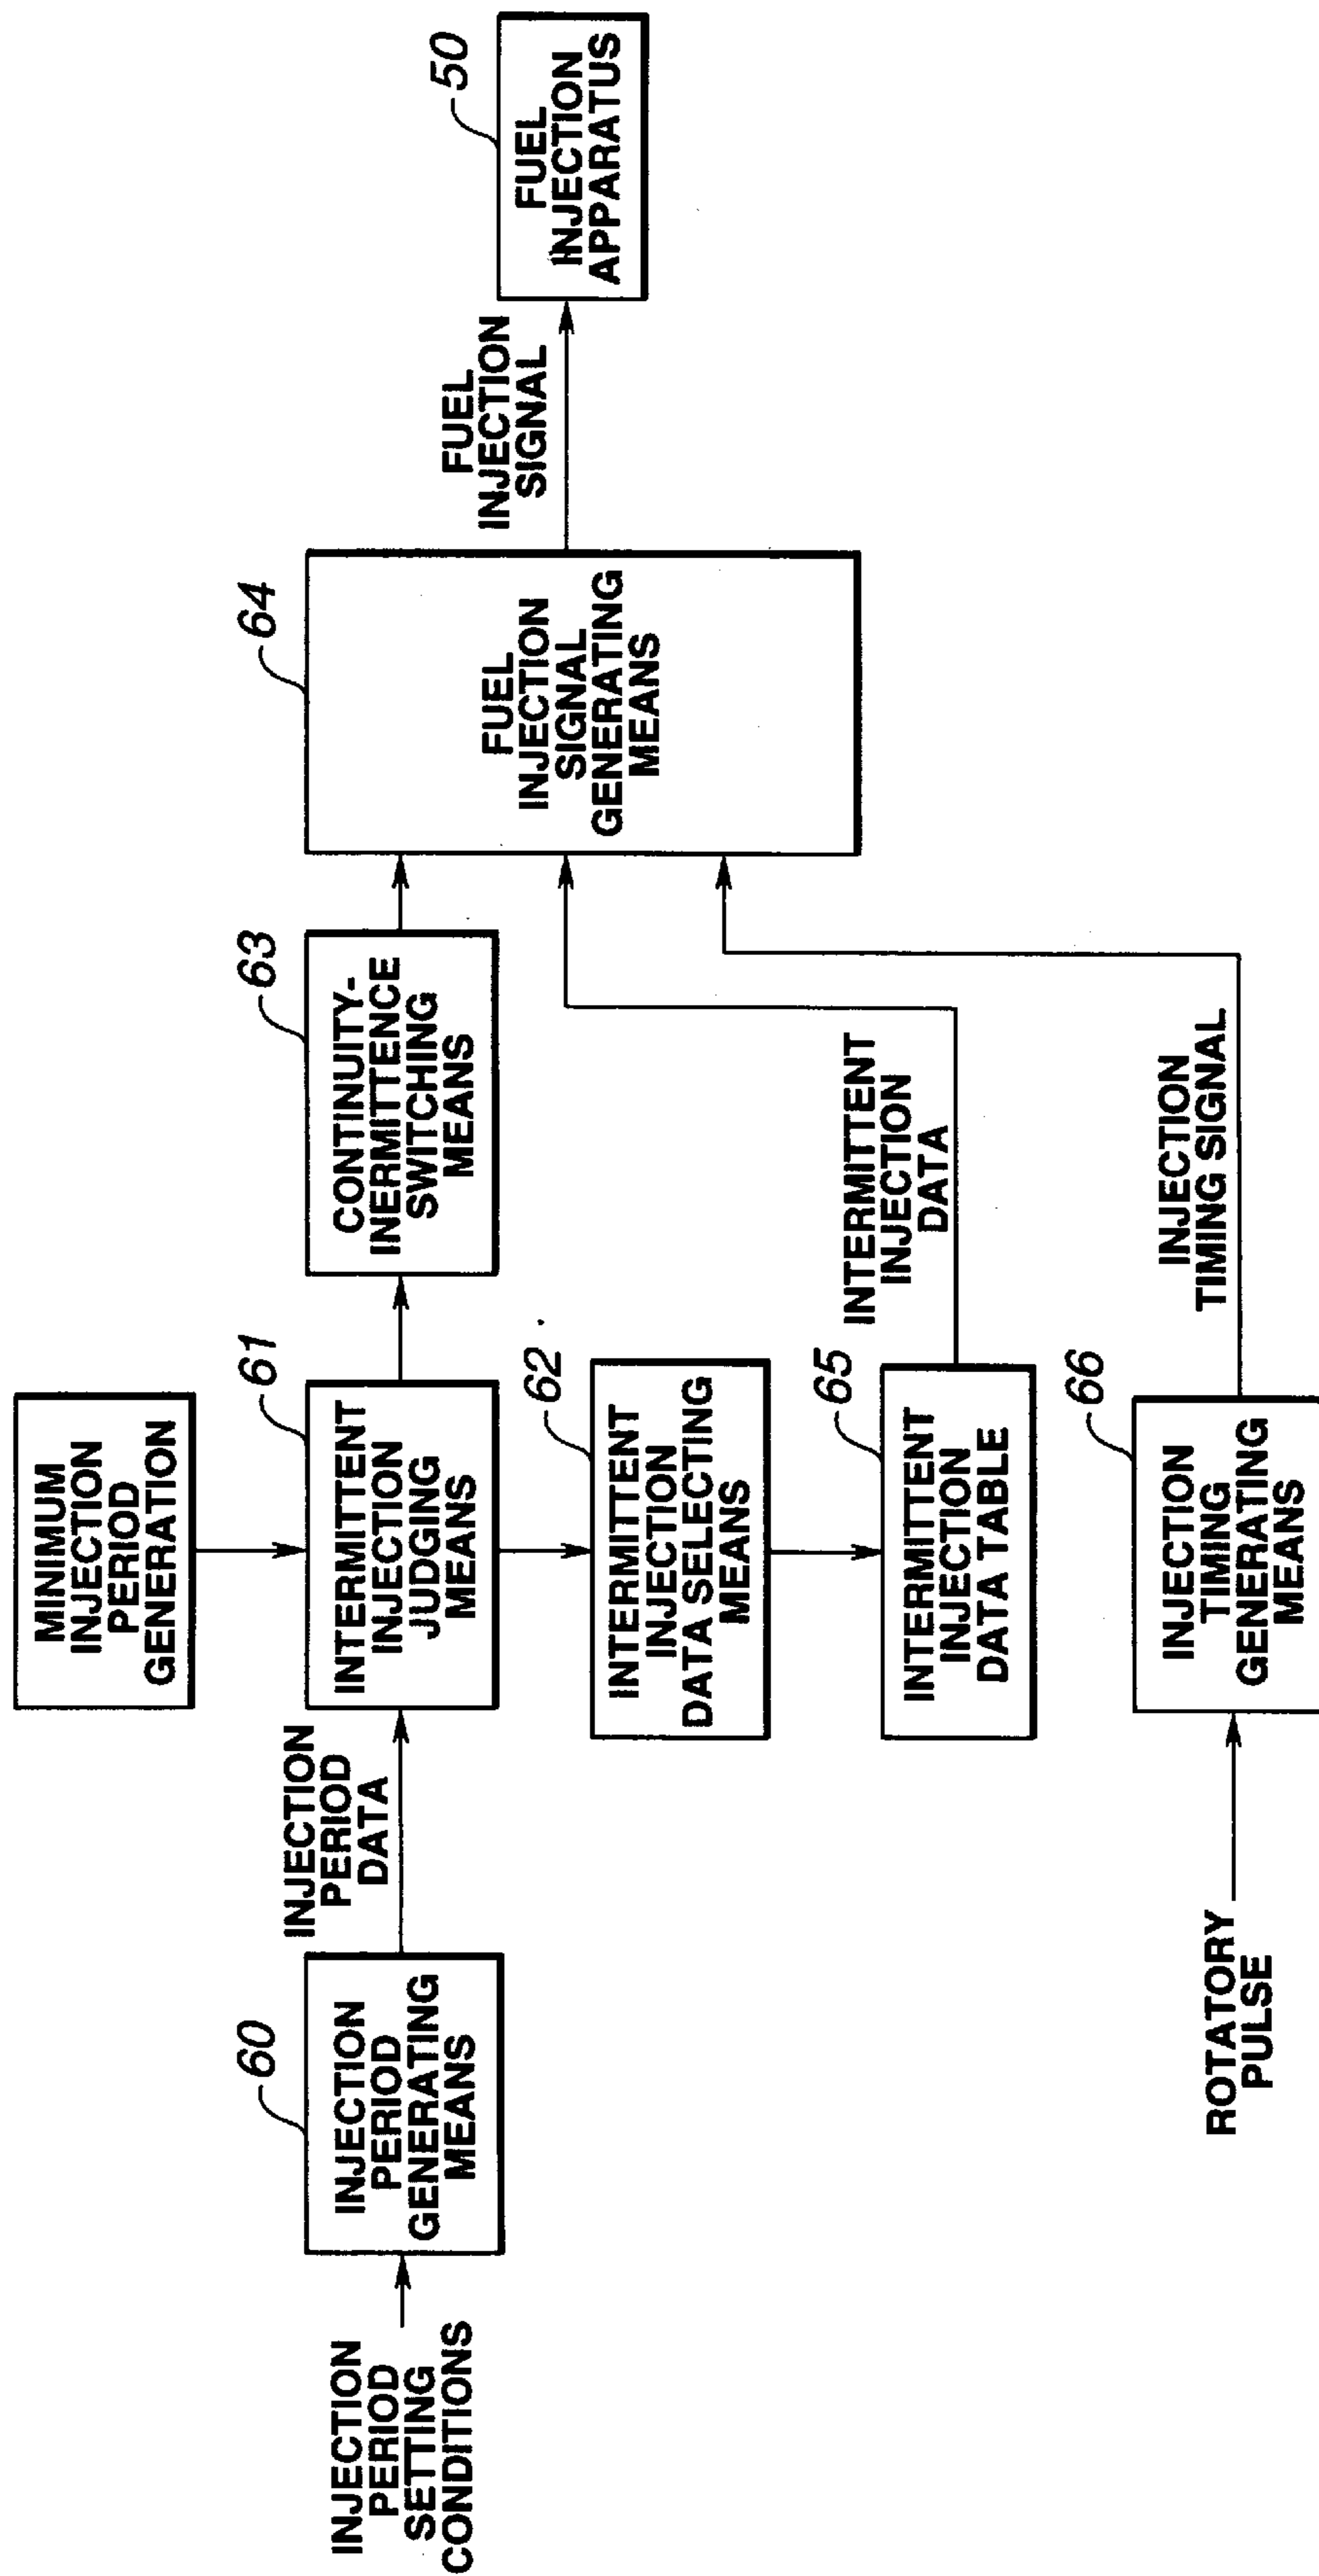 MINIMUM
INJECTION
PERIOD
GENERATION
INJECTION
PERIOD
SETTING
CONDITIONS
60
INJECTION
PERIOD
GENERATING
MEANS
INJECTION
PERIOD
DATA
61
INTERMITTENT
INJECTION
JUDGING
MEANS
63
CONTINUITY-
INERMITTENCE
SWITCHING
MEANS
64
FUEL
INJECTION
SIGNAL
GENERATING
MEANS
FUEL
INJECTION
SIGNAL
50
FUEL
INJECTION
APPARATUS
62
INTERMITTENT
INJECTION
DATA SELECTING
MEANS
65
INTERMITTENT
INJECTION
DATA TABLE
INTERMITTENT
INJECTION
DATA
ROTATORY
PULSE
66
INJECTION
TIMING
GENERATING
MEANS
INJECTION
TIMING SIGNAL